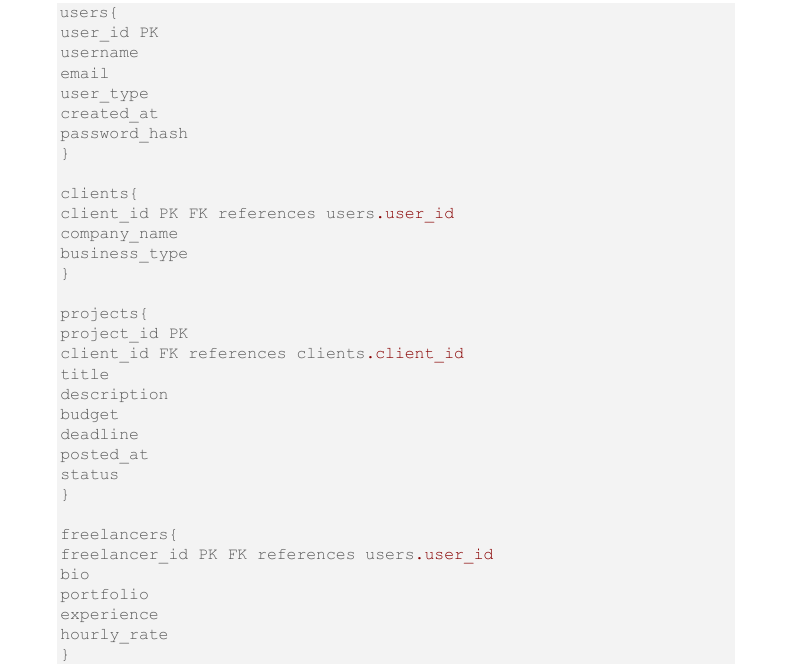 users{
user_id PK
username
email
user_type
created_at
password_hash
}
clients{
client_id PK FK references users.user_id
company_name
business_type
}
projects{
project_id PK
client_id FK references clients.client_id
title
description
budget
deadline
posted_at
status
}
freelancers{
freelancer_id PK FK references users.user_id
bio
portfolio
experience
hourly_rate
}